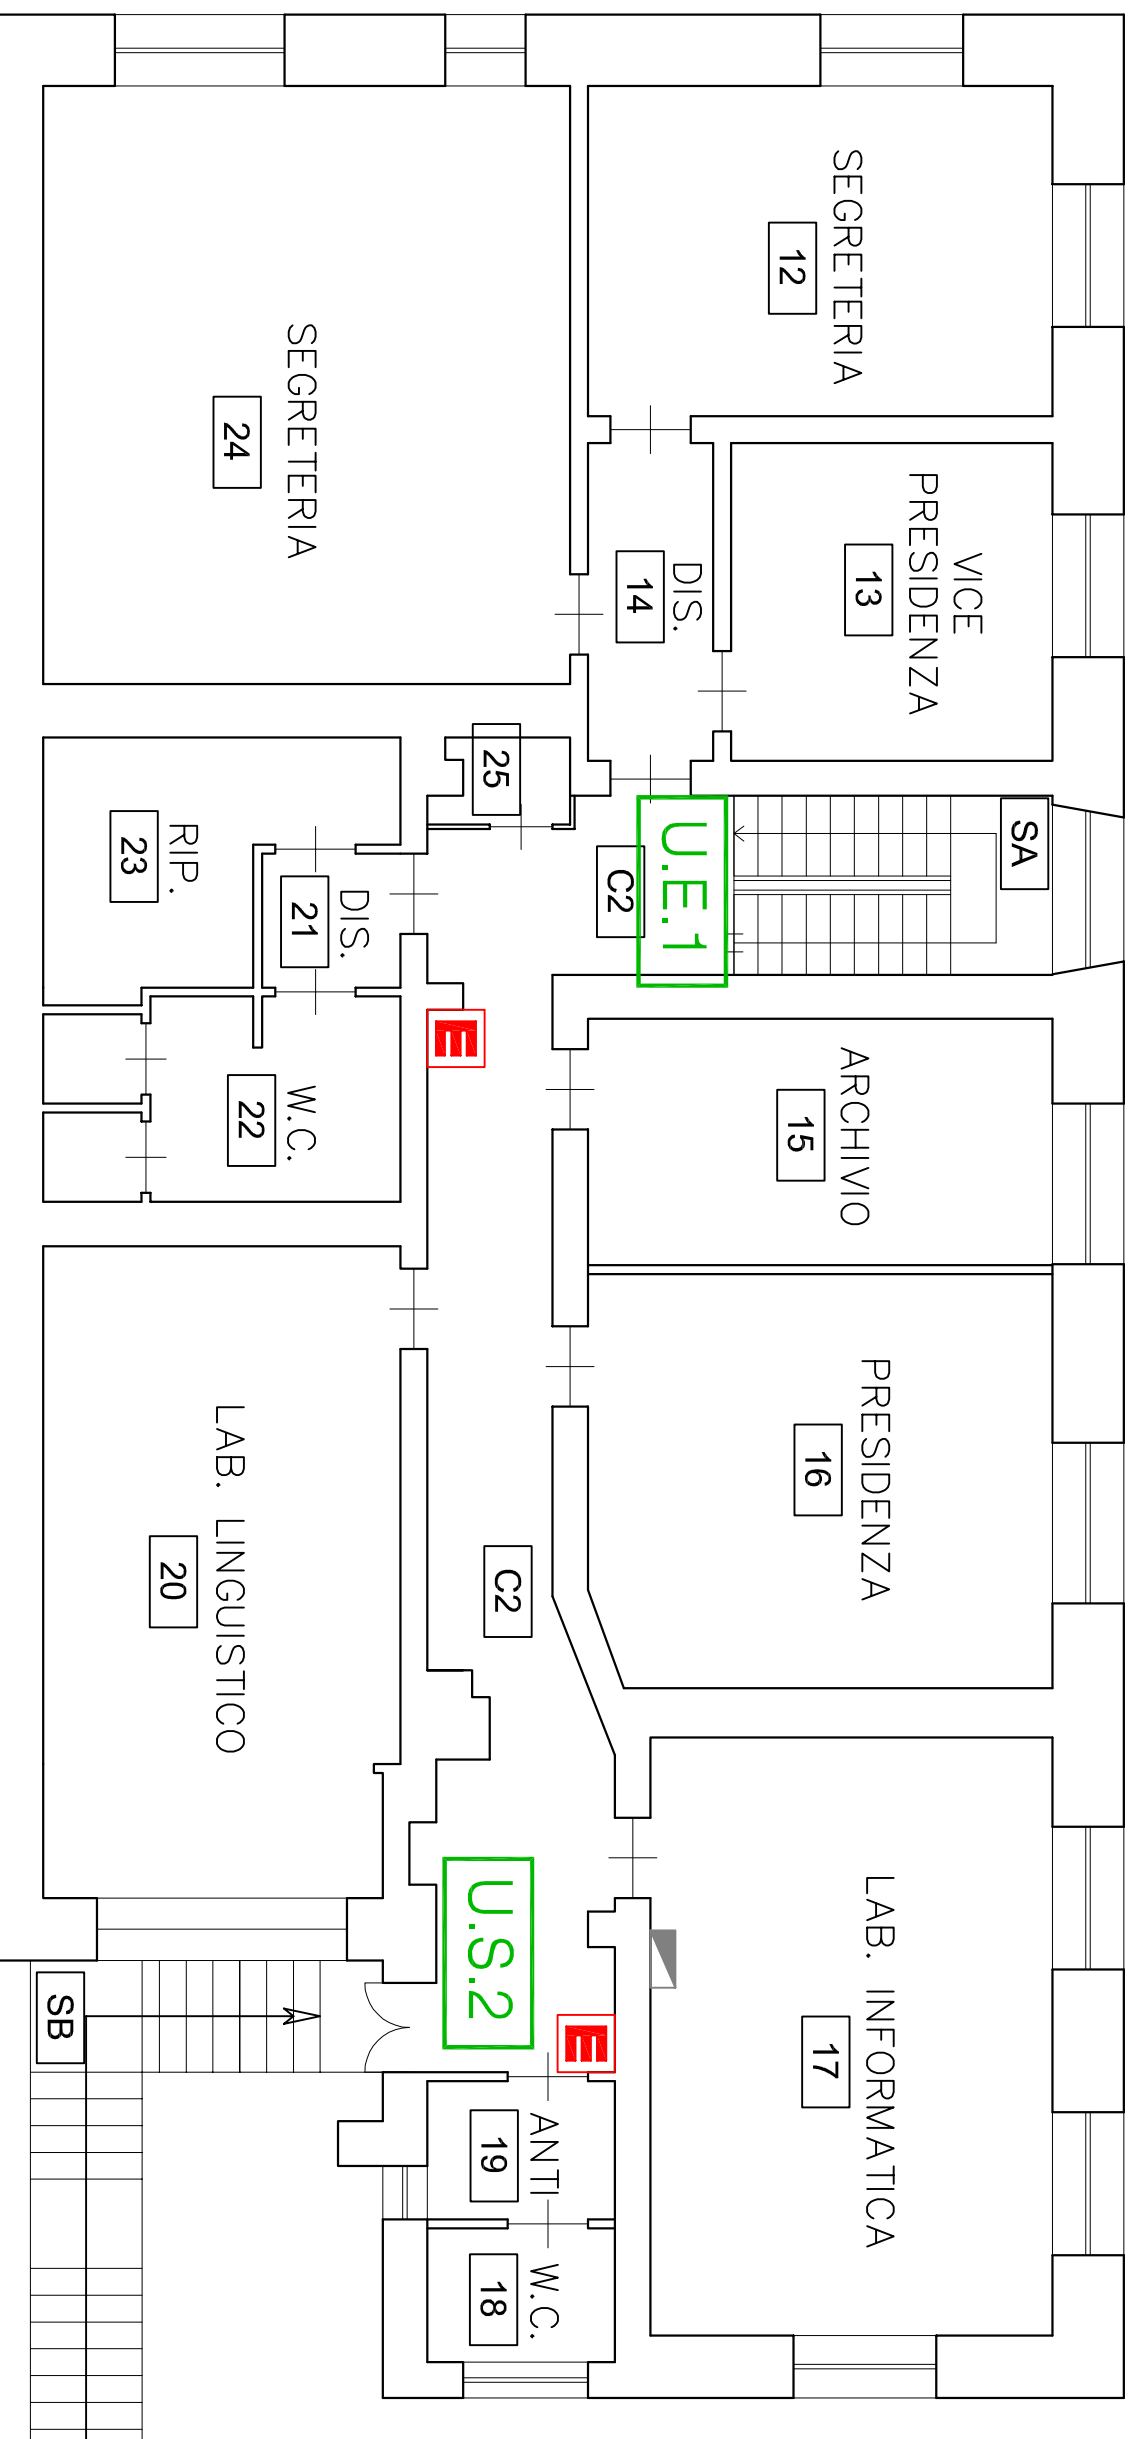 SEGRETERIA
12
VICE
PRESIDENZA
13
SA
ARCHIVIO
15
PRESIDENZA
16
LAB. INFORMATICA
17
DIS.
14
U.E.1
C2
SEGRETERIA
24
25
E
C2
U.S.2
E
ANTI
19
W.C.
18
RIP.
23
DIS.
21
W.C.
22
LAB. LINGUISTICO
20
SB